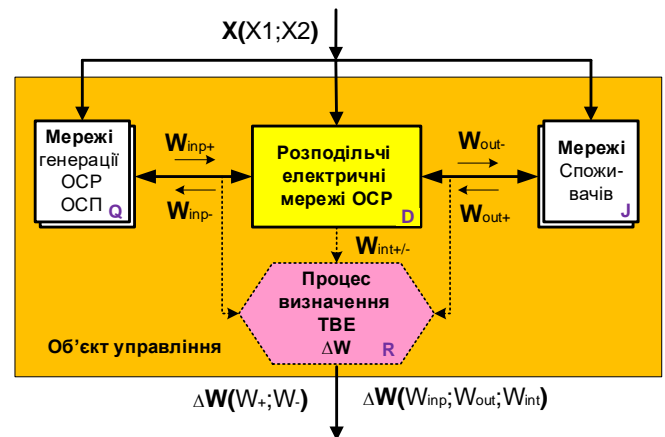 X(X1;X2)
Мережі
генерації
ОСР
ОСП
Q
Winp+
Winp-
Розподільчі
електричні
мережі ОСР
D
Wout-
Wout+
Мережі
Спожи-
вачів
J
Wint+/-
Процес
визначення
ТВЕ
ΔW
R
Об’єкт управління
ΔW(W+;W-)
ΔW(Winp;Wout;Wint)